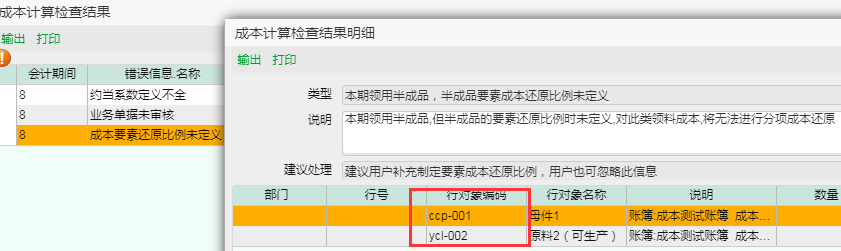 成本计算检查结果
输出 打印
会计期间 错误信息.名称
8 约当系数定义不全
8 业务单据未审核
8 成本要素还原比例未定义
成本计算检查结果明细
输出 打印
类型 本期领用半成品，半成品要素成本还原比例未定义
说明 本期领用半成品,但半成品的要素还原比例时未定义,对此类领料成本,将无法进行分项成本还原
建议处理 建议用户补充制定要素成本还原比例，用户也可忽略此信息
部门 行号 行对象编码 行对象名称 说明 数量
ccp-001 母件1 账簿:成本测试账簿 成本...
ycl-002 原料2（可生产） 账簿:成本测试账簿 成本...